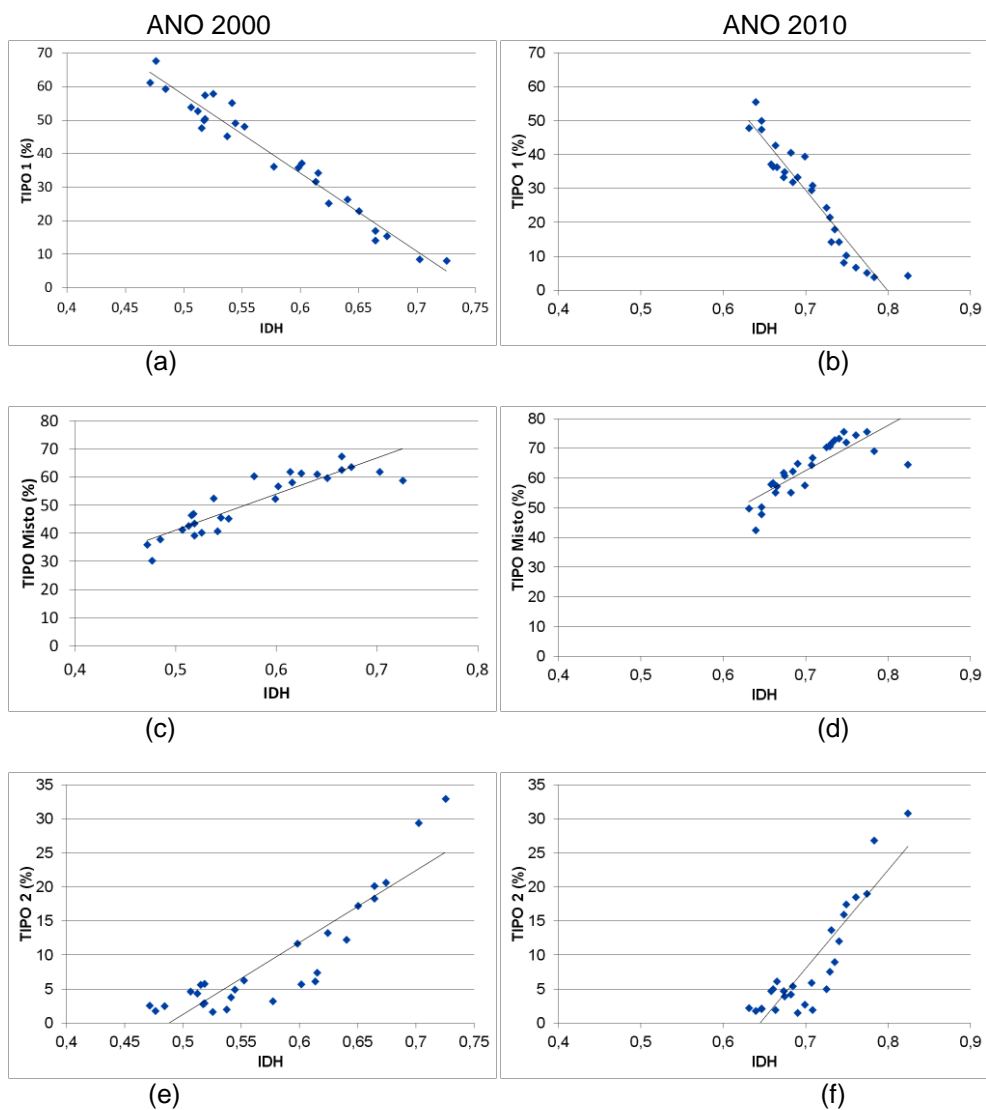 ANO 2000
ANO 2010
70
60
50
40
30
20
10
0
TIPO 1 (%)
0,4 0,45 0,5 0,55 0,6 0,65 0,7 0,75
IDH
(a)
70
60
50
40
30
20
10
0
TIPO 1 (%)
0,4 0,5 0,6 0,7 0,8 0,9
IDH
(b)
80
70
60
50
40
30
20
10
0
TIPO Misto (%)
0,4 0,5 0,6 0,7 0,8
IDH
(c)
80
70
60
50
40
30
20
10
0
TIPO Misto (%)
0,4 0,5 0,6 0,7 0,8 0,9
IDH
(d)
35
30
25
20
15
10
5
0
TIPO 2 (%)
0,4 0,45 0,5 0,55 0,6 0,65 0,7 0,75
IDH
(e)
35
30
25
20
15
10
5
0
TIPO 2 (%)
0,4 0,5 0,6 0,7 0,8 0,9
IDH
(f)